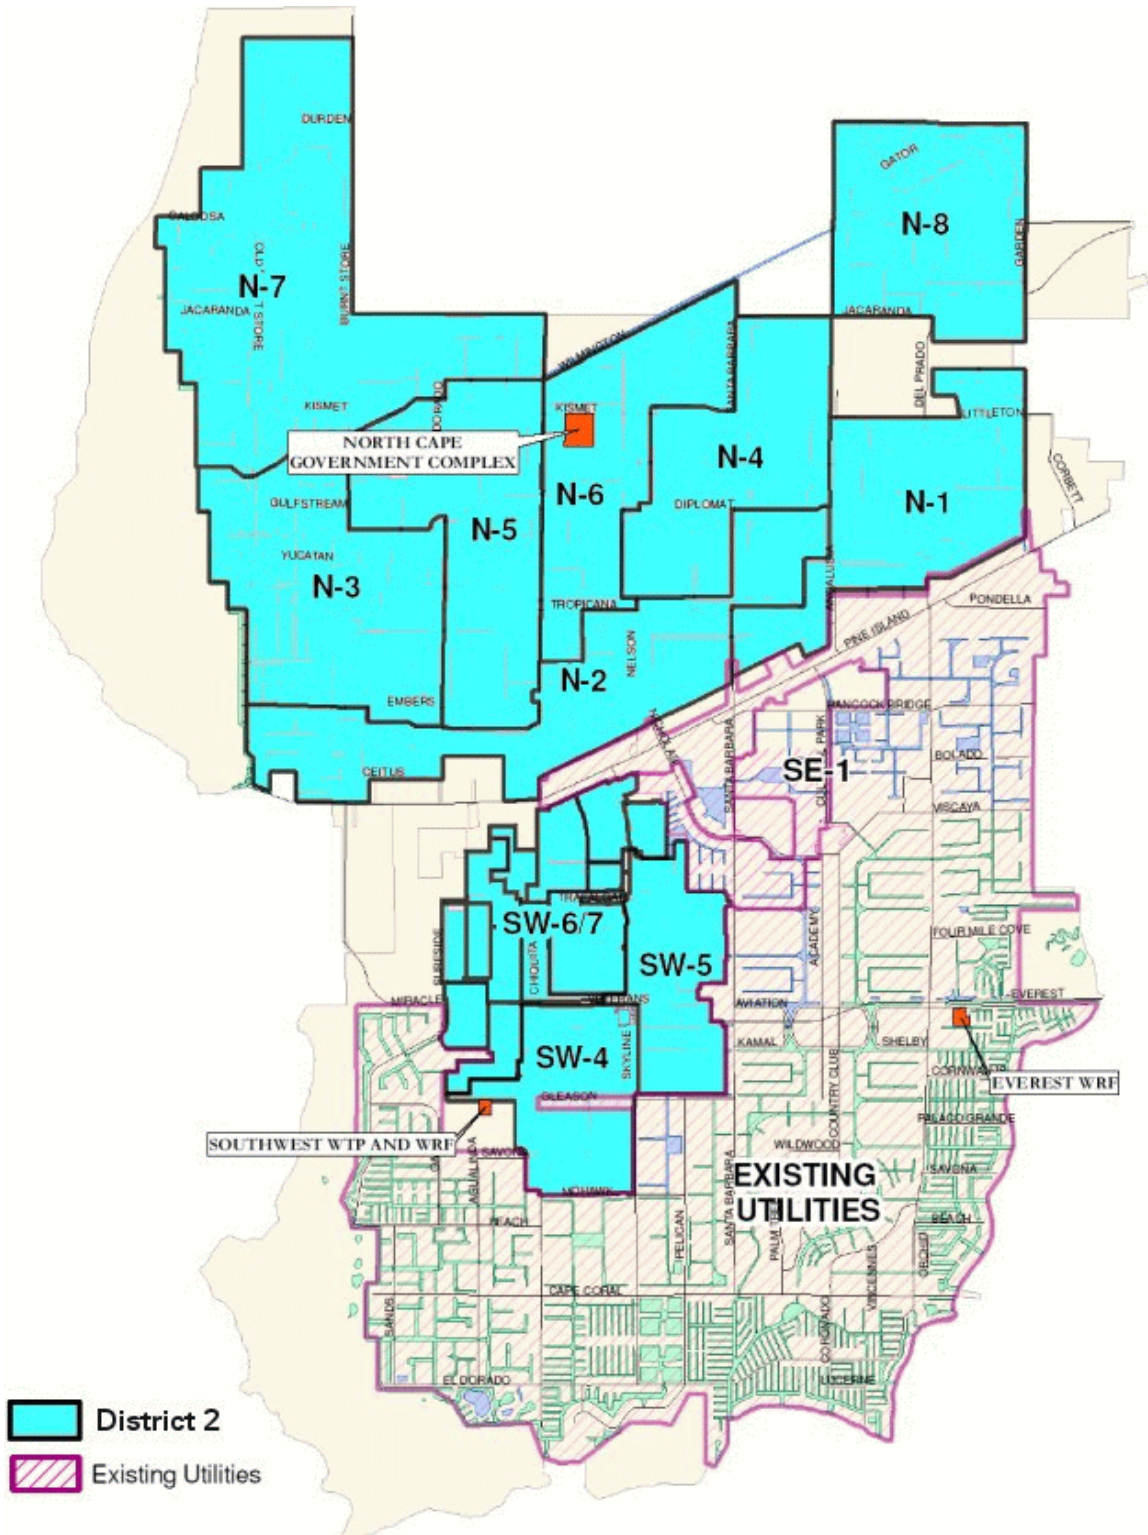 DURDEN
GATOR
N-8
CALOOSA
GARDEN
BURNT STORE
N-7
JACARANDA
JACARANDA
WILMINGTON
DEL PRADO
KISMET
KISMET
LITTLETON
NORTH CAPE
GOVERNMENT COMPLEX
N-4
CORBETT
N-6
N-1
GULFSTREAM
DIPLOMAT
N-5
YUCATAN
N-3
TROPICANA
PONDELLA
PINE ISLAND
NELSON
N-2
EMBERS
HANCOCK BRIDGE
SANTA BARBARA
BOLADO
SE-1
CEITUS
VISCAYA
SW-6/7
ACADEMY
FOUR MILE COVE
SURFSIDE
CHIQUITA
SW-5
MIRACLE
AVIATION
EVEREST
KAMAL
SHELBY
SW-4
SKYLINE
COUNTRY CLUB
EVEREST WRF
GLEASON
SOUTHWEST WTP AND WRF
PALACO GRANDE
WILDWOOD
AGUALINDA
SANTA BARBARA
SAVONA
EXISTING
UTILITIES
MOHAWK
BEACH
BEACH
PELICAN
ORCHID
VINCENNES
CAPE CORAL
SANDS
CORONADO
EL DORADO
LUCERNE
District 2
Existing Utilities